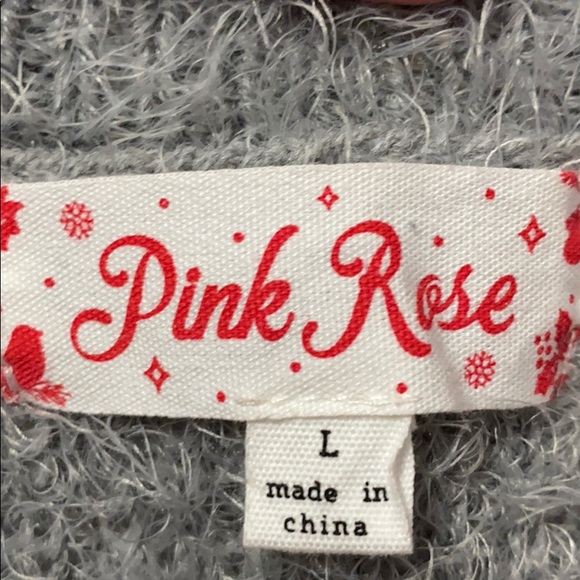 Pink Rose
L
made in
china